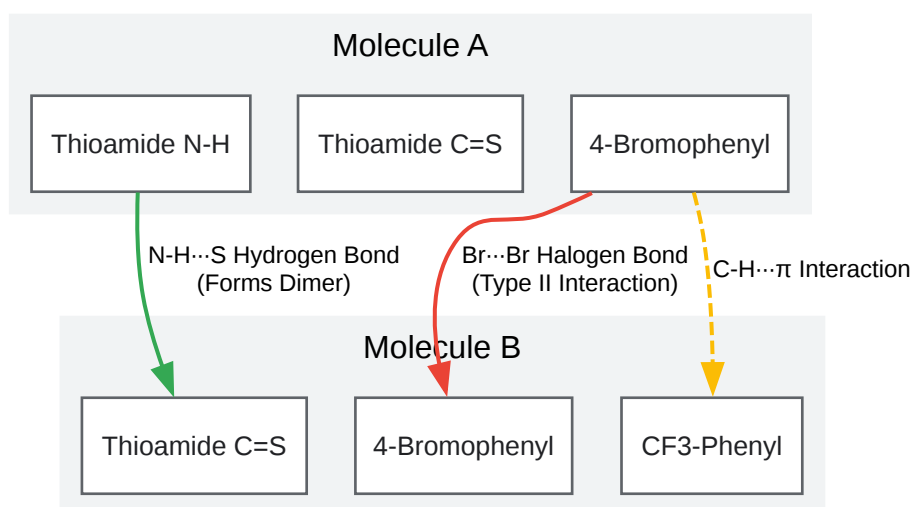 Molecule A
Thioamide N-H
Thioamide C=S
4-Bromophenyl
N-H···S Hydrogen Bond
(Forms Dimer)
Br···Br Halogen Bond
(Type II Interaction)
C-H···π Interaction
Molecule B
Thioamide C=S
4-Bromophenyl
CF3-Phenyl